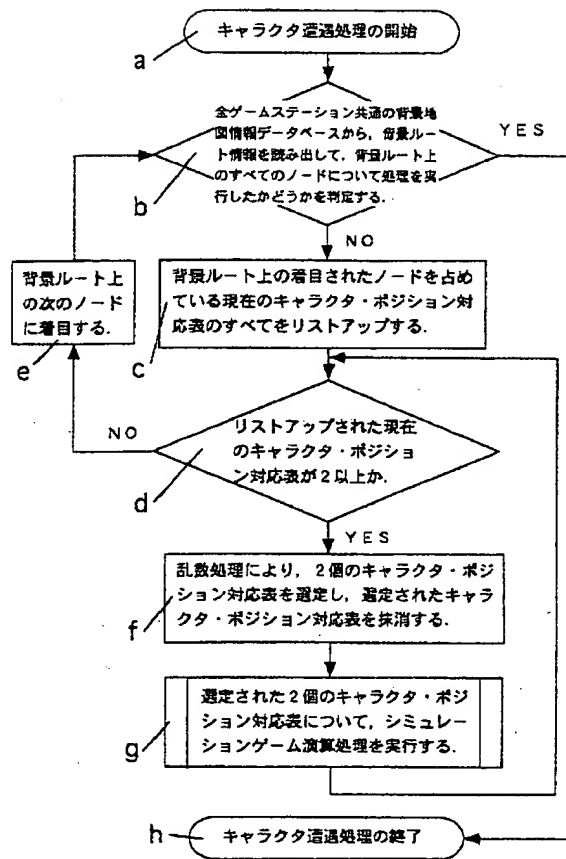 キャラクタ遭遇処理の開始
a
全ゲームステーション共通の背景地
図情報データベースから，背景ルー
ト情報を読み出して，背景ルート上
のすべてのノードについて処理を実
行したかどうかを判定する．
YES
b
NO
背景ルート上
の次のノード
に着目する．
e
背景ルート上の着目されたノードを占め
ている現在のキャラクタ・ポジション対
応表のすべてをリストアップする．
c
NO
リストアップされた現在
のキャラクタ・ポジショ
ン対応表が２以上か．
d
YES
乱数処理により，２個のキャラクタ・ポジ
ション対応表を選定し，選定されたキャラ
クタ・ポジション対応表を抹消する．
f
選定された２個のキャラクタ・ポジ
ション対応表について，シミュレー
ションゲーム演算処理を実行する．
g
h
キャラクタ遭遇処理の終了